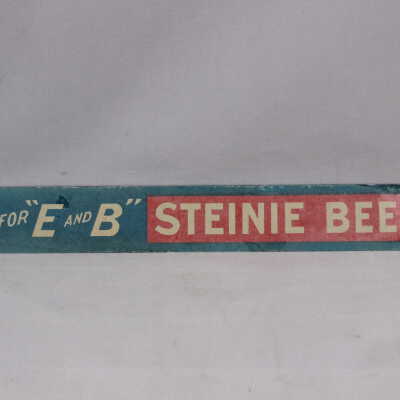 FOR "E AND B" STEINIE BEE